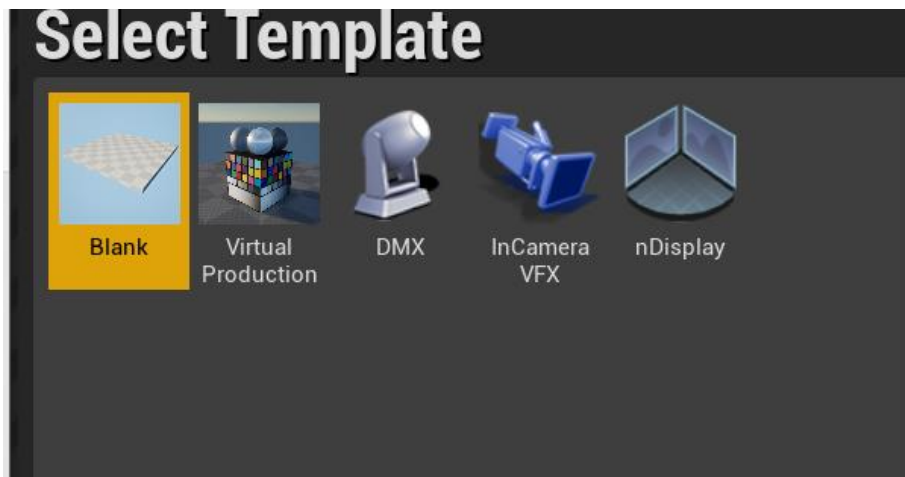 Select Template
Blank
Virtual
Production
DMX
InCamera
VFX
nDisplay